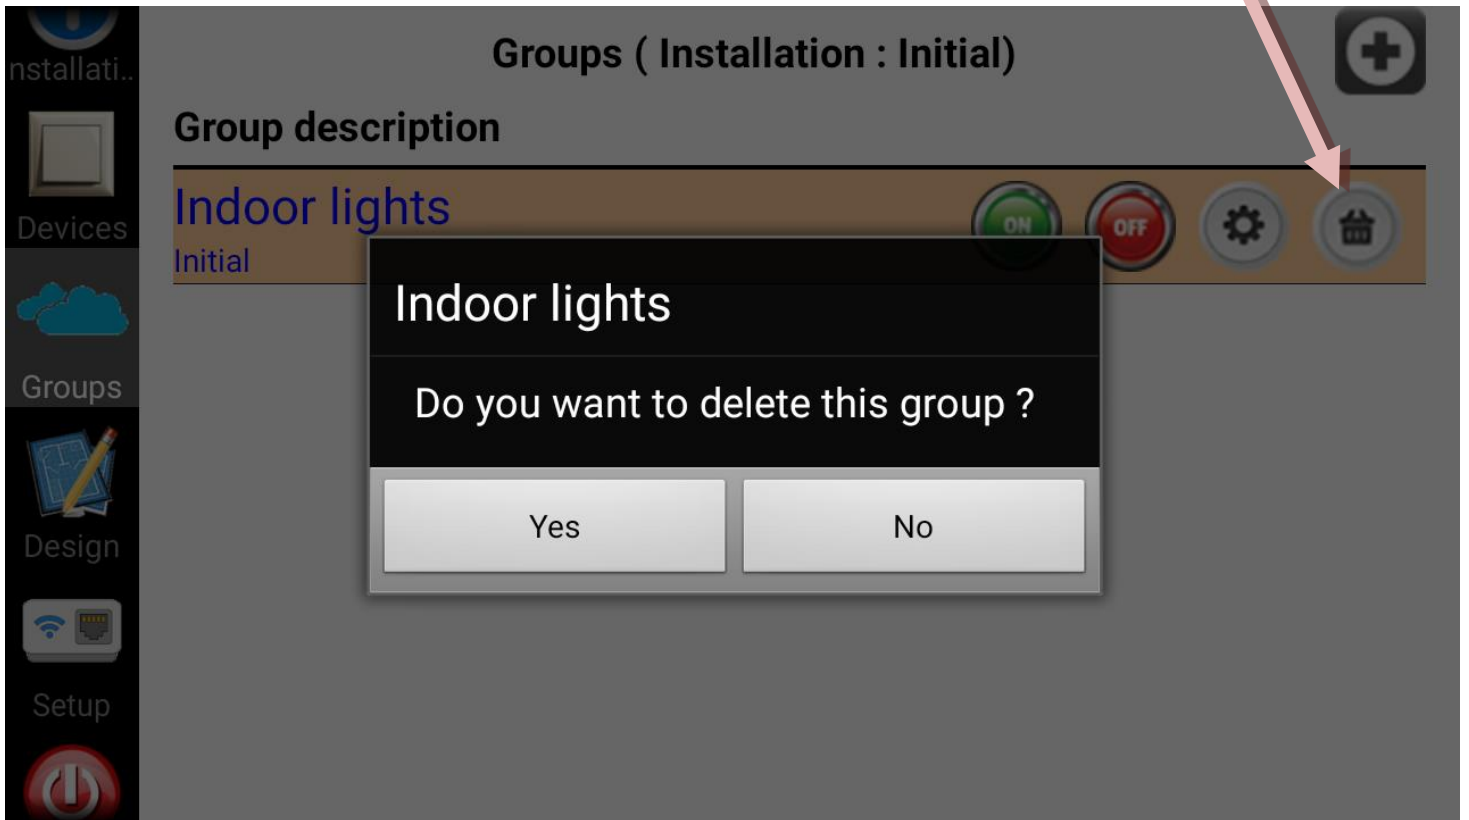 nstallati..
Groups ( Installation : Initial)
Group description
Devices
Indoor lights
Initial
ON
OFF
Indoor lights
Groups
Do you want to delete this group ?
Yes
No
Design
Setup